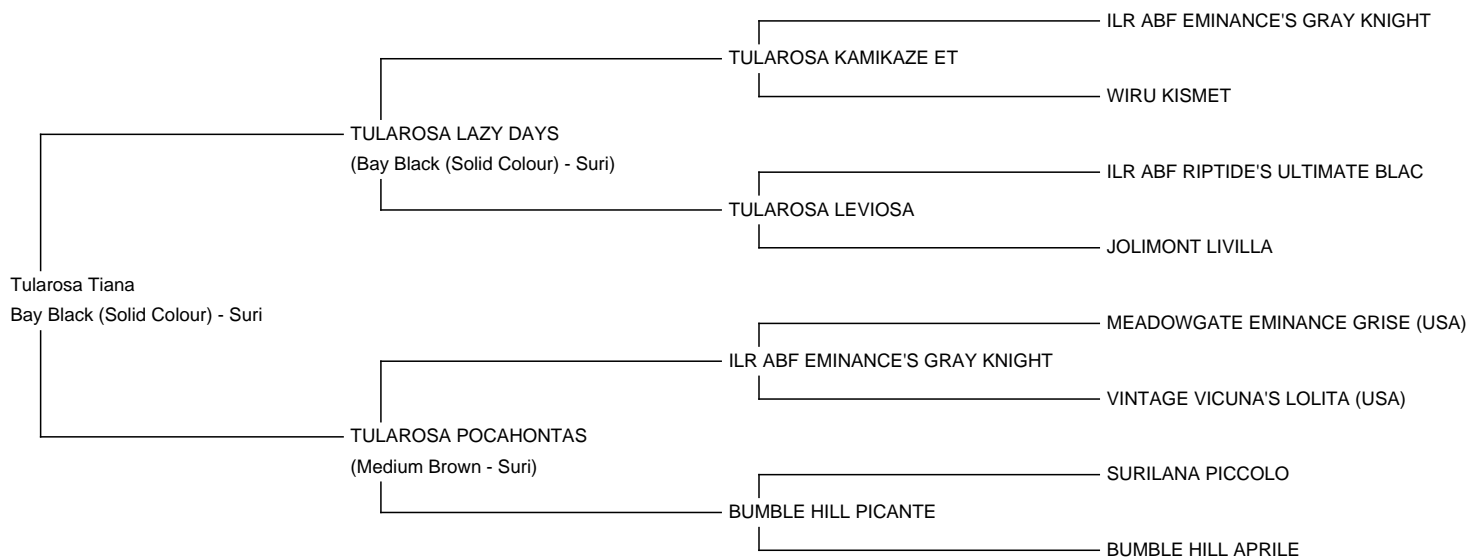 ILR ABF EMINANCE'S GRAY KNIGHT
TULAROSA KAMIKAZE ET
WIRU KISMET
TULAROSA LAZY DAYS
(Bay Black (Solid Colour) - Suri)
ILR ABF RIPTIDE'S ULTIMATE BLAC
TULAROSA LEVIOSA
JOLIMONT LIVILLA
Tularosa Tiana
Bay Black (Solid Colour) - Suri
MEADOWGATE EMINANCE GRISE (USA)
ILR ABF EMINANCE'S GRAY KNIGHT
VINTAGE VICUNA'S LOLITA (USA)
TULAROSA POCAHONTAS
(Medium Brown - Suri)
SURILANA PICCOLO
BUMBLE HILL PICANTE
BUMBLE HILL APRILE